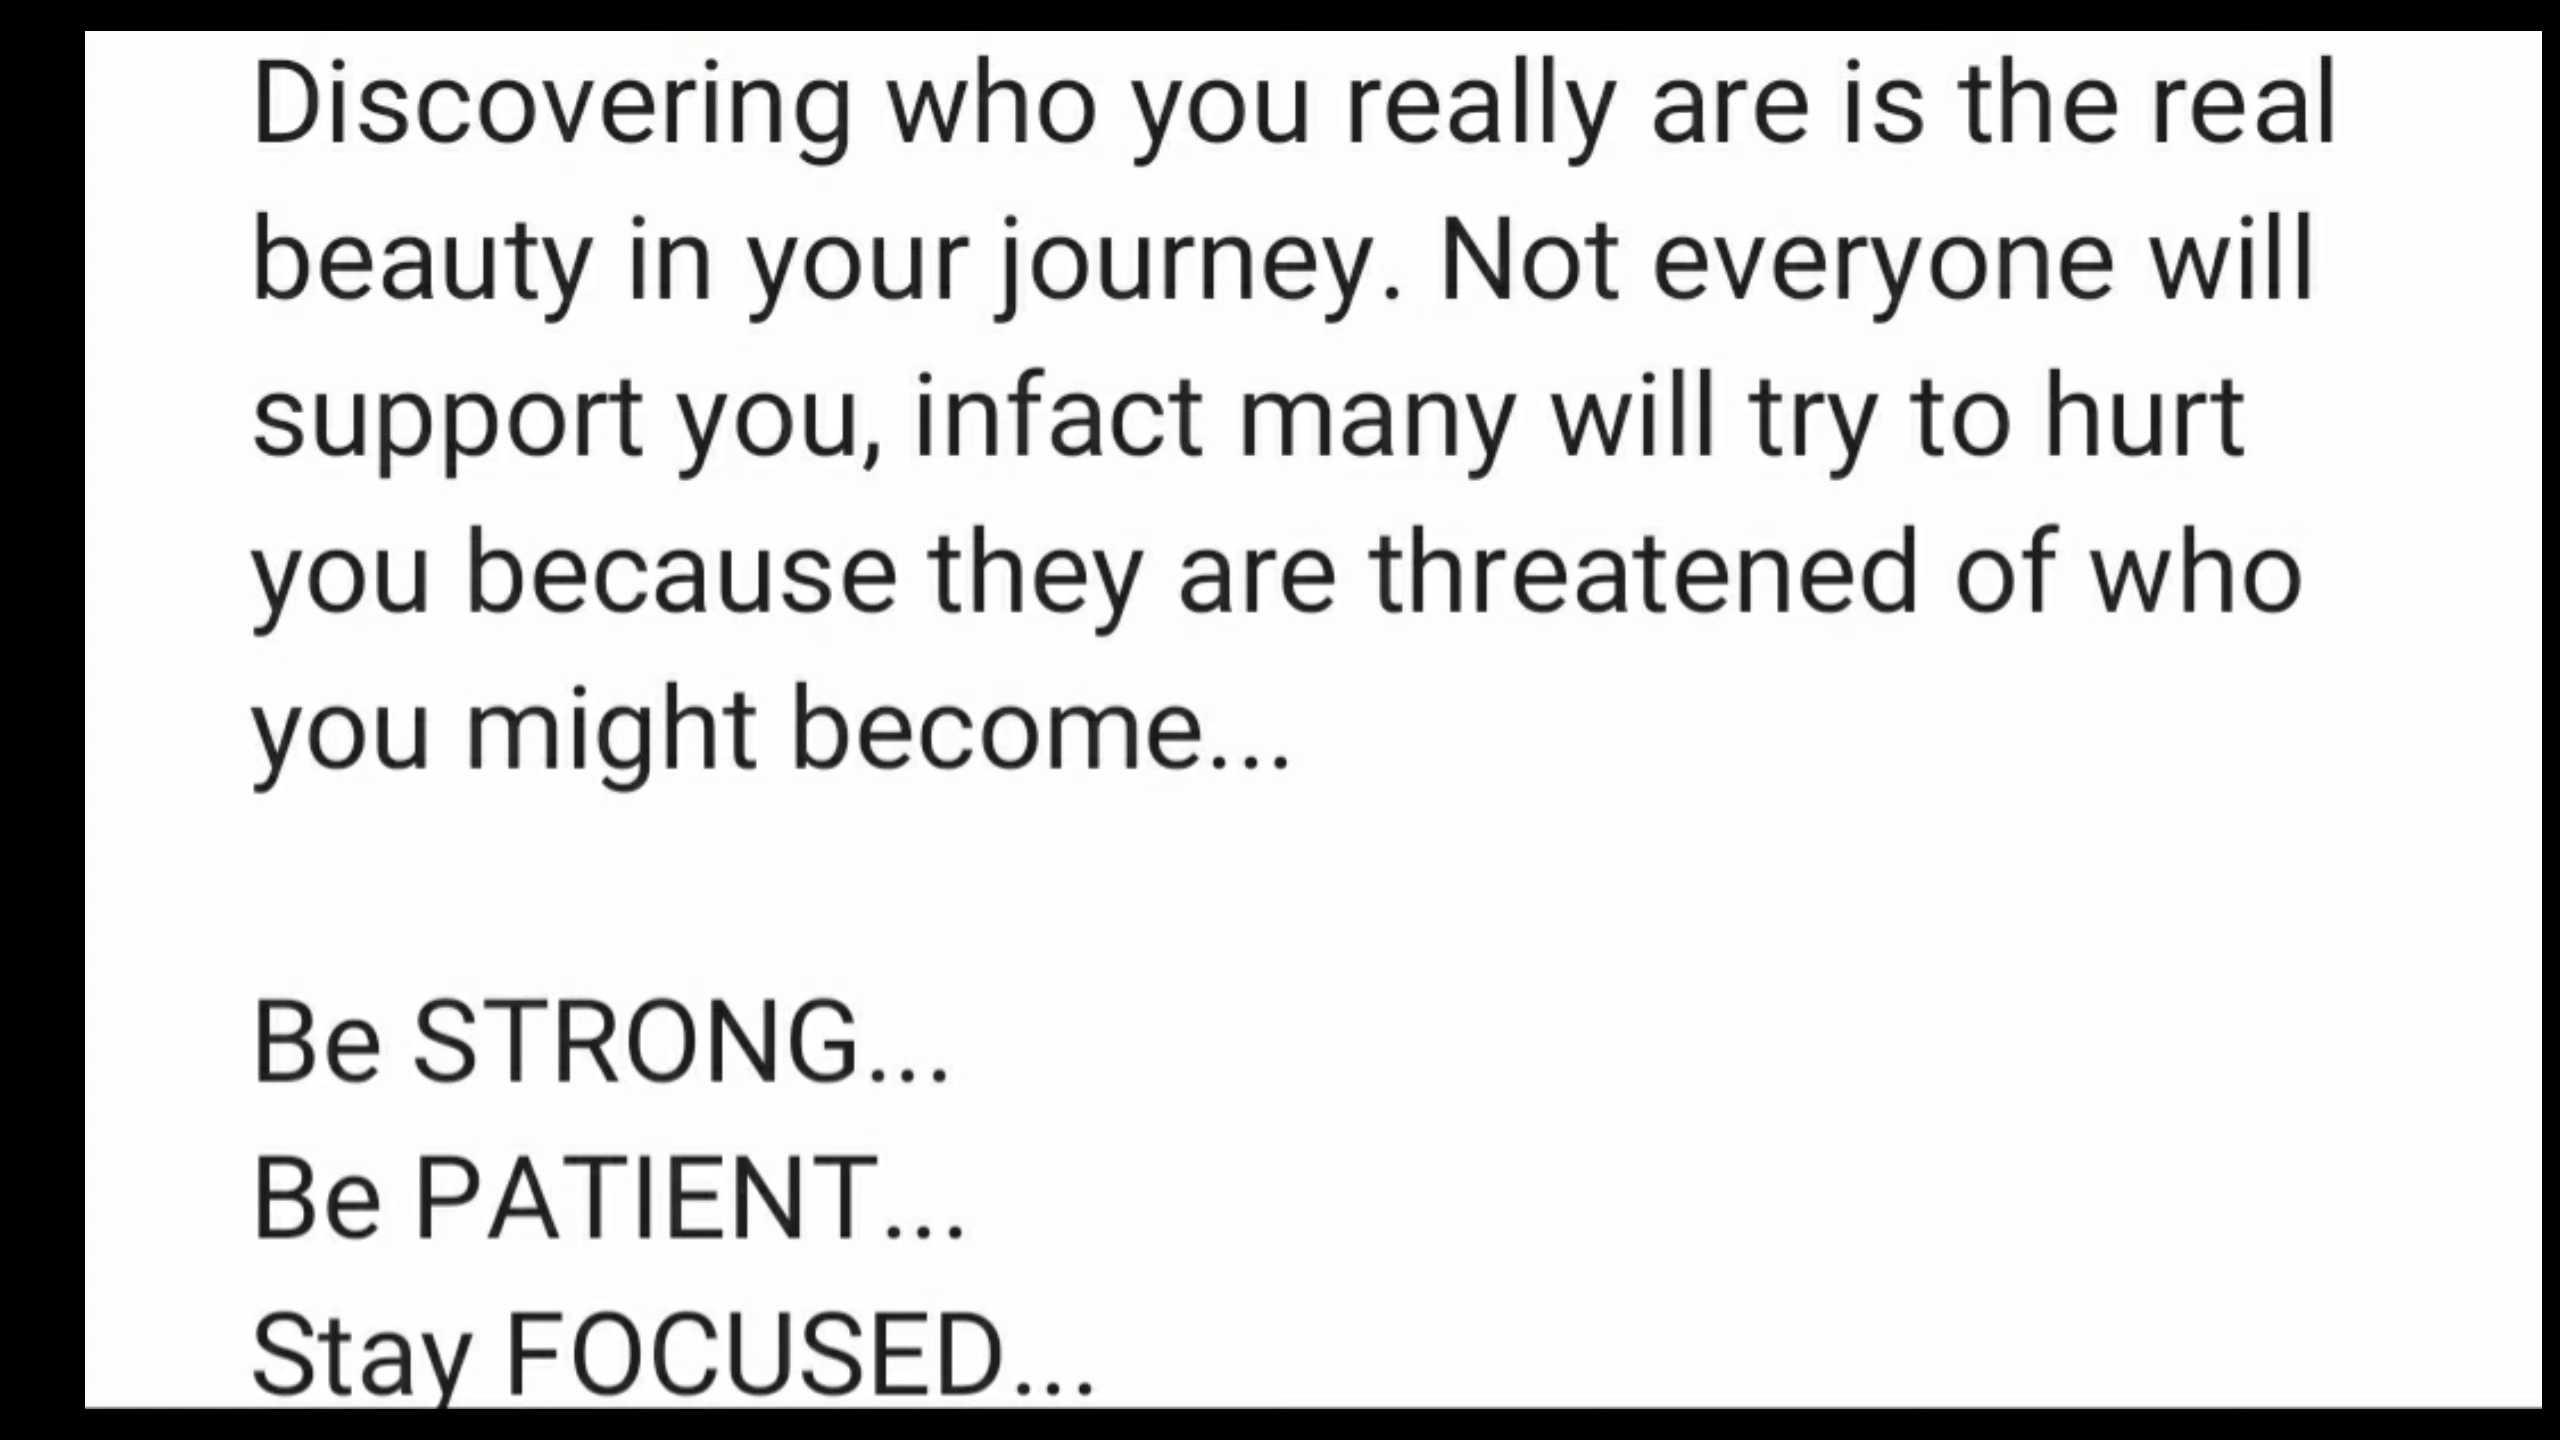 Discovering who you really are is the real
beauty in your journey. Not everyone will
support you, infact many will try to hurt
you because they are threatened of who
you might become...
Be STRONG...
Be PATIENT...
Stay FOCUSED...